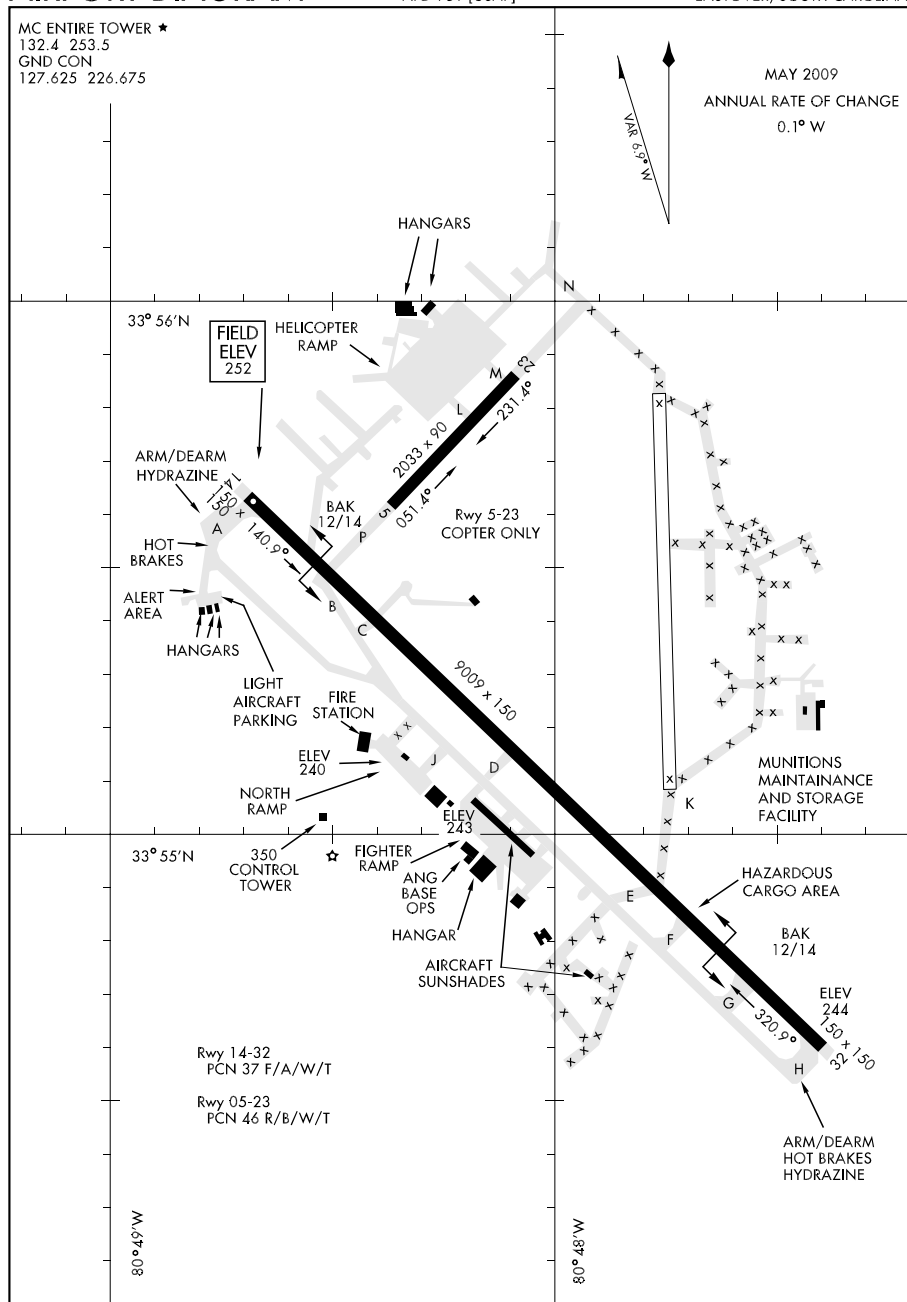 MC ENTIRE TOWER ★
132.4 253.5
GND CON
127.625 226.675
MAY 2009
ANNUAL RATE OF CHANGE
0.1° W
VAR 6.9° W
HANGARS
N
33° 56'N
FIELD
ELEV
252
HELICOPTER
RAMP
M
23
L
231.4°
2033 x 90
051.4°
5
ARM/DEARM
HYDRAZINE
14
150 x
150
140.9°
A
BAK
12/14
P
Rwy 5-23
COPTER ONLY
HOT
BRAKES
ALERT
AREA
B
C
HANGARS
LIGHT
AIRCRAFT
PARKING
9009 x 150
FIRE
STATION
ELEV
240
J
D
NORTH
RAMP
MUNITIONS
MAINTAINANCE
AND STORAGE
FACILITY
K
ELEV
243
33° 55'N
350
CONTROL
TOWER
FIGHTER
RAMP
ANG
BASE
OPS
HANGAR
HAZARDOUS
CARGO AREA
E
F
BAK
12/14
AIRCRAFT
SUNSHADES
G
320.9°
ELEV
244
150 x 150
32
H
Rwy 14-32
PCN 37 F/A/W/T
Rwy 05-23
PCN 46 R/B/W/T
ARM/DEARM
HOT BRAKES
HYDRAZINE
80° 49'W
80° 48'W